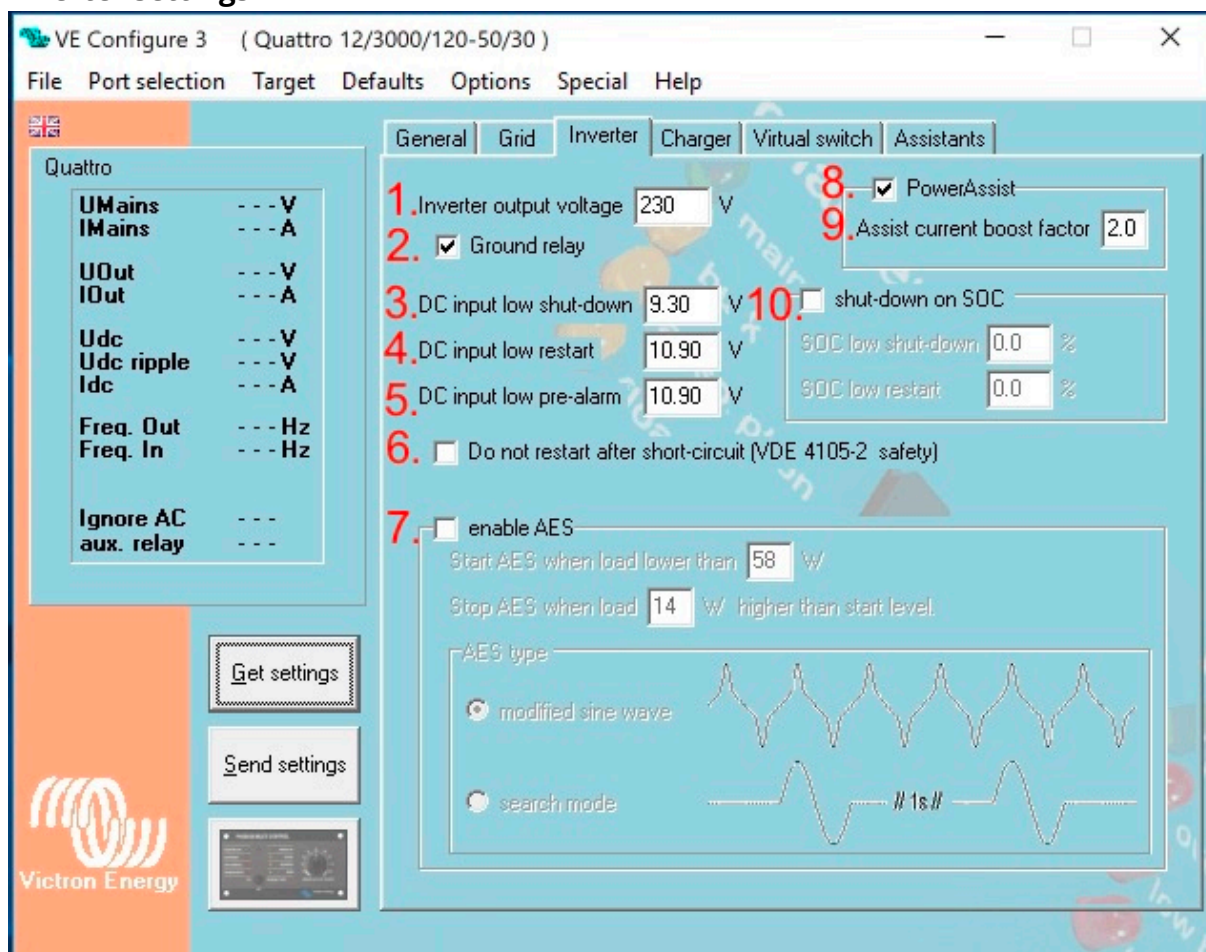 VE Configure 3 ( Quattro 12/3000/120-50/30 )
File Port selection Target Defaults Options Special Help
General Grid Inverter Charger Virtual switch Assistants
Quattro
UMains - - - V
IMains - - - A
UOut - - - V
IOut - - - A
Udc - - - V
Udc ripple - - - V
Idc - - - A
Freq. Out - - - Hz
Freq. In - - - Hz
Ignore AC - - -
aux. relay - - -
Get settings
Send settings
Victron Energy
1. Inverter output voltage 230 V
2. Ground relay
3. DC input low shut-down 9.30 V
4. DC input low restart 10.90 V
5. DC input low pre-alarm 10.90 V
6. Do not restart after short-circuit (VDE 4105-2 safety)
7. enable AES
Start AES when load lower than 58 W
Stop AES when load 14 W higher than start level.
AES type
modified sine wave
search mode // 1s //
8. PowerAssist
9. Assist current boost factor 2.0
10. shut-down on SOC
SOC low shut-down 0.0 %
SOC low restart 0.0 %